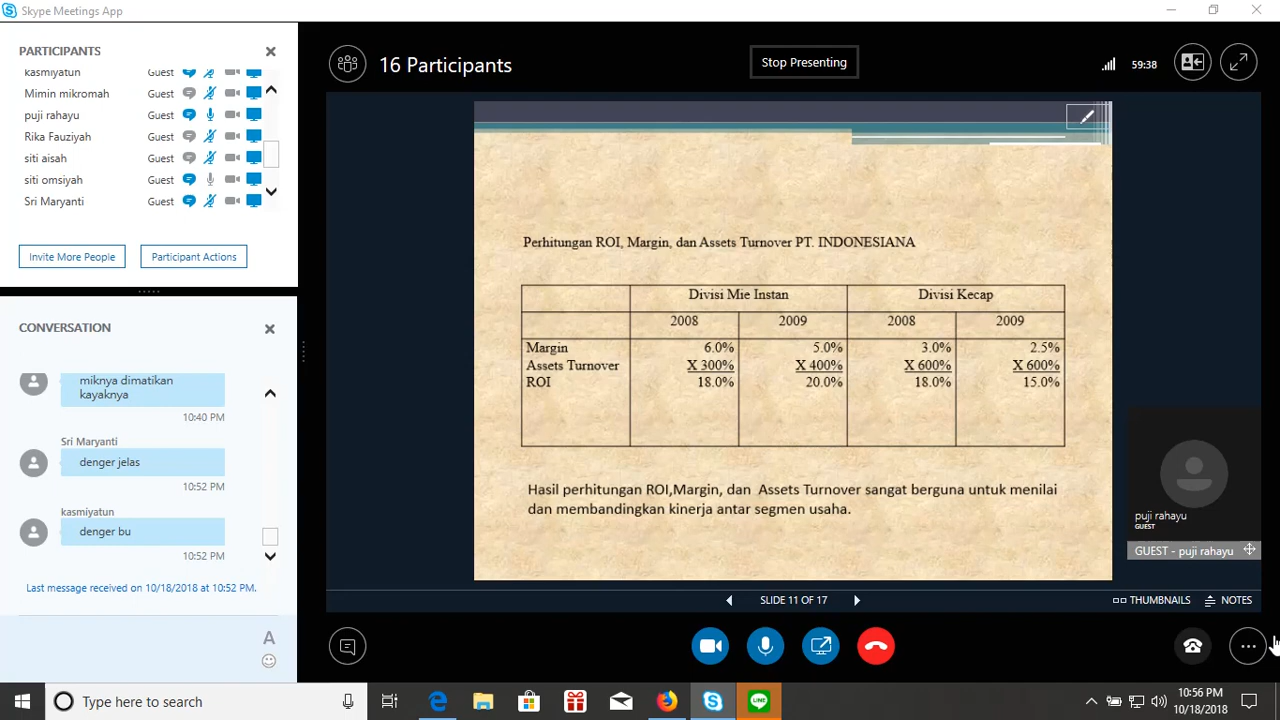 Skype Meetings App
PARTICIPANTS
kasmiyatun Guest
Mimin mikromah Guest
puji rahayu Guest
Rika Fauziyah Guest
siti aisah Guest
siti omsiyah Guest
Sri Maryanti Guest
Invite More People Participant Actions
CONVERSATION
miknya dimatikan
kayaknya
10:40 PM
Sri Maryanti
denger jelas
10:52 PM
kasmiyatun
denger bu
10:52 PM
Last message received on 10/18/2018 at 10:52 PM.
A
16 Participants
Stop Presenting
59:38
Perhitungan ROI, Margin, dan Assets Turnover PT. INDONESIANA
Divisi Mie Instan Divisi Kecap
2008 2009 2008 2009
Margin 6.0% 5.0% 3.0% 2.5%
Assets Turnover X 300% X 400% X 600% X 600%
ROI 18.0% 20.0% 18.0% 15.0%
Hasil perhitungan ROI,Margin, dan Assets Turnover sangat berguna untuk menilai
dan membandingkan kinerja antar segmen usaha.
puji rahayu
GUEST
GUEST - puji rahayu
SLIDE 11 OF 17
THUMBNAILS NOTES
Type here to search
LINE
10:56 PM
10/18/2018